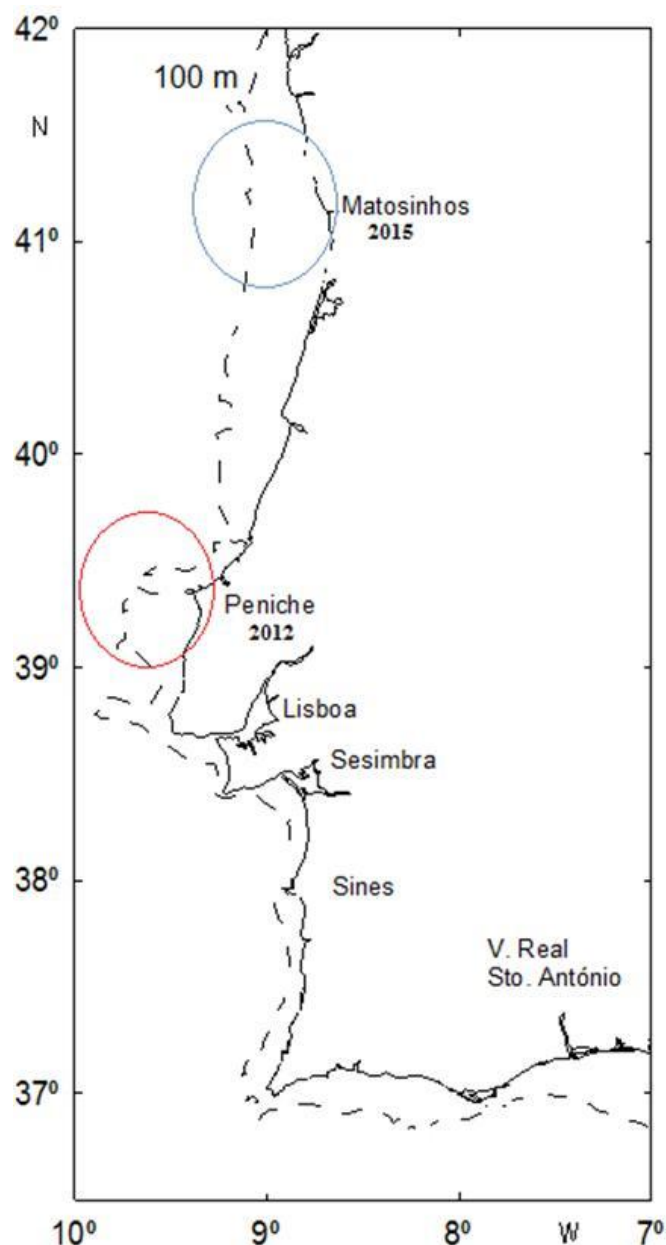 42⁰
100 m
N
Matosinhos
2015
41⁰
40⁰
Peniche
2012
39⁰
Lisboa
Sesimbra
38⁰
Sines
V. Real
Sto. António
37⁰
10⁰ 9⁰ 8⁰ W 7⁰